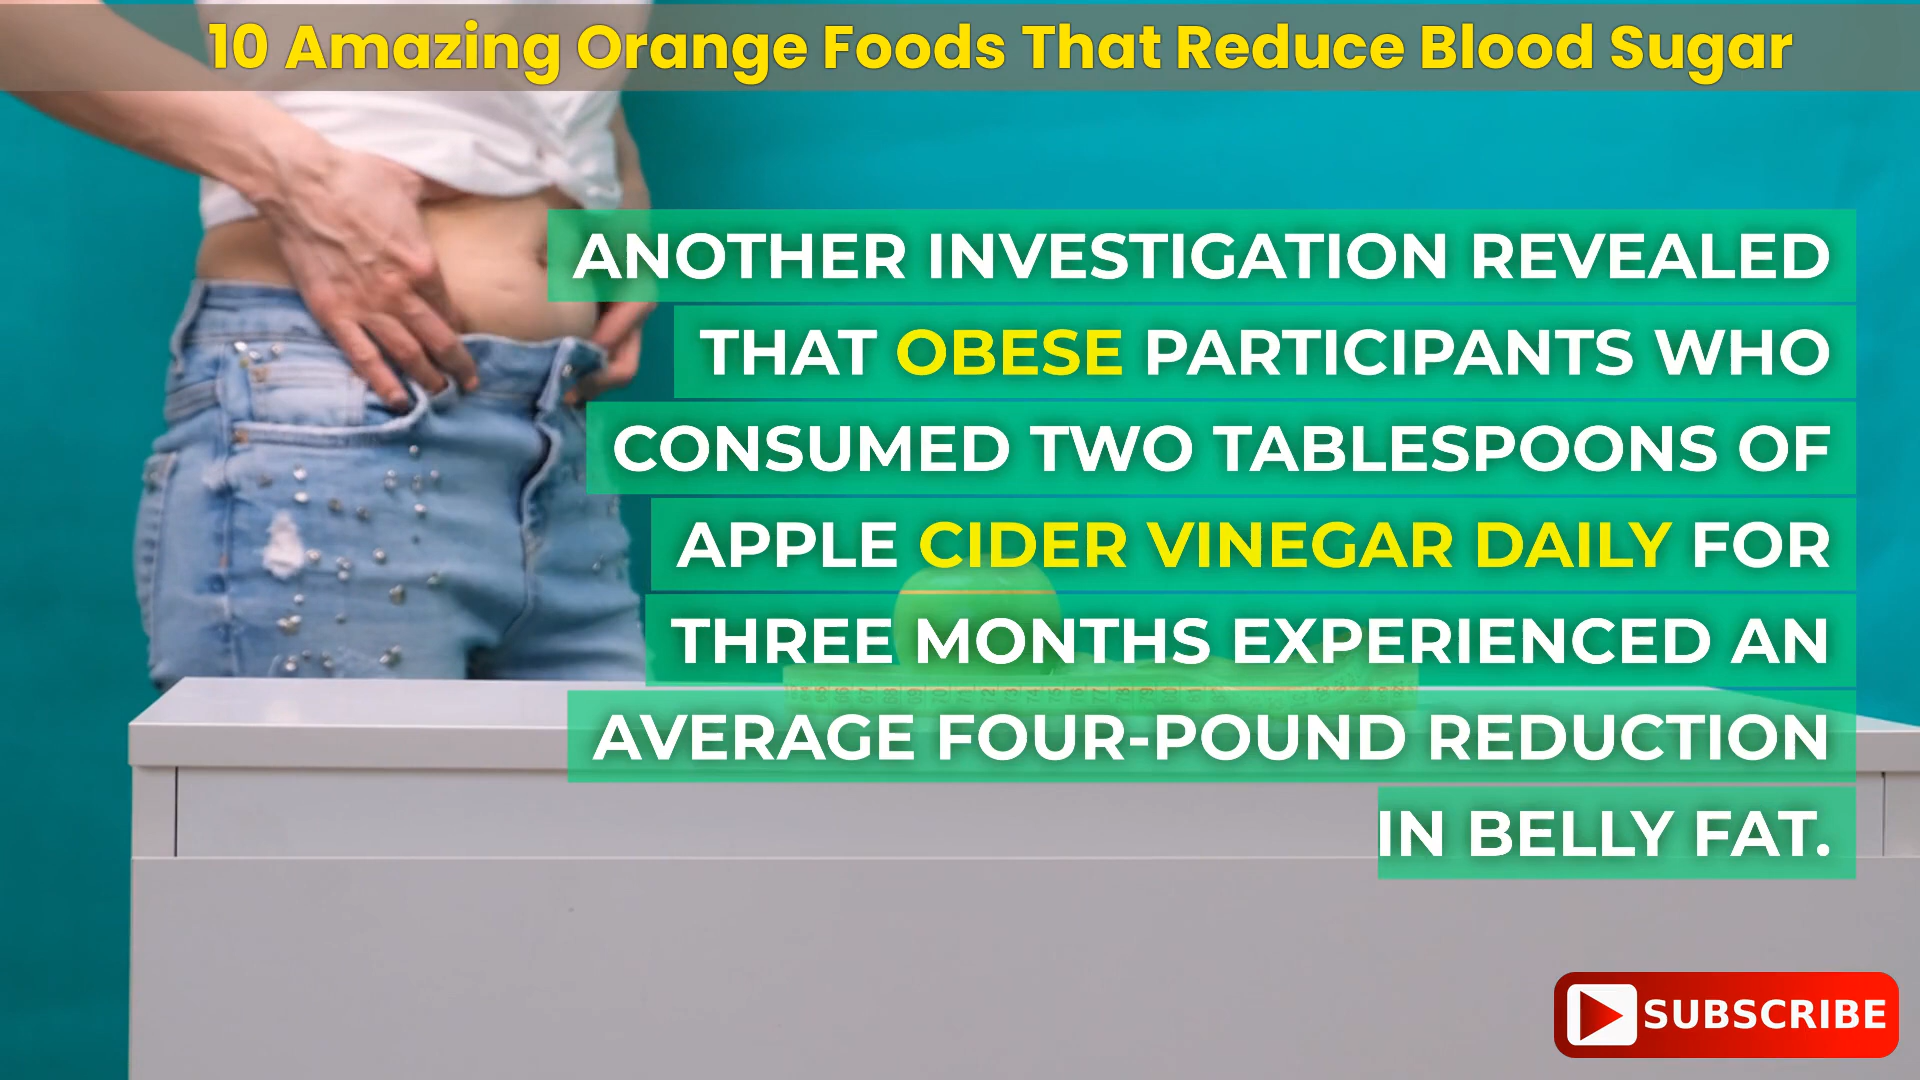 10 Amazing Orange Foods That Reduce Blood Sugar
ANOTHER INVESTIGATION REVEALED
THAT OBESE PARTICIPANTS WHO
CONSUMED TWO TABLESPOONS OF
APPLE CIDER VINEGAR DAILY FOR
THREE MONTHS EXPERIENCED AN
AVERAGE FOUR-POUND REDUCTION
IN BELLY FAT.
SUBSCRIBE